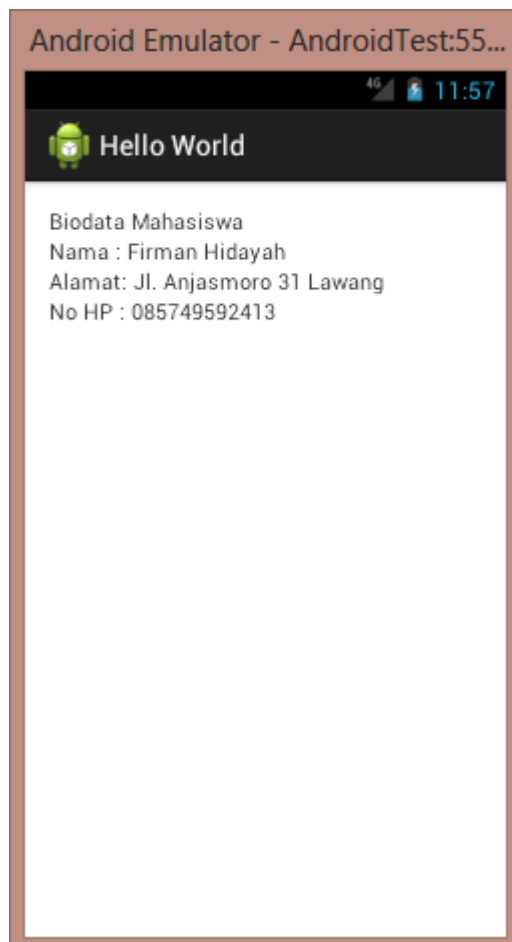 Android Emulator - AndroidTest:55...
4G 11:57
Hello World
Biodata Mahasiswa
Nama : Firman Hidayah
Alamat: Jl. Anjasmoro 31 Lawang
No HP : 085749592413